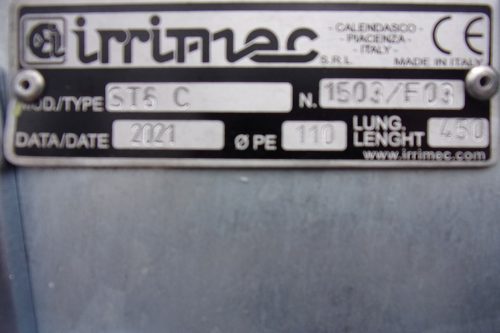 irrimec S.R.L.
- CALENDASCO -
- PIACENZA -
- ITALY -
CE
MADE IN ITALY
MOD./TYPE ST6 C N. 1503/F03
DATA/DATE 2021 Ø PE 110 LUNG. LENGHT 450
www.irrimec.com